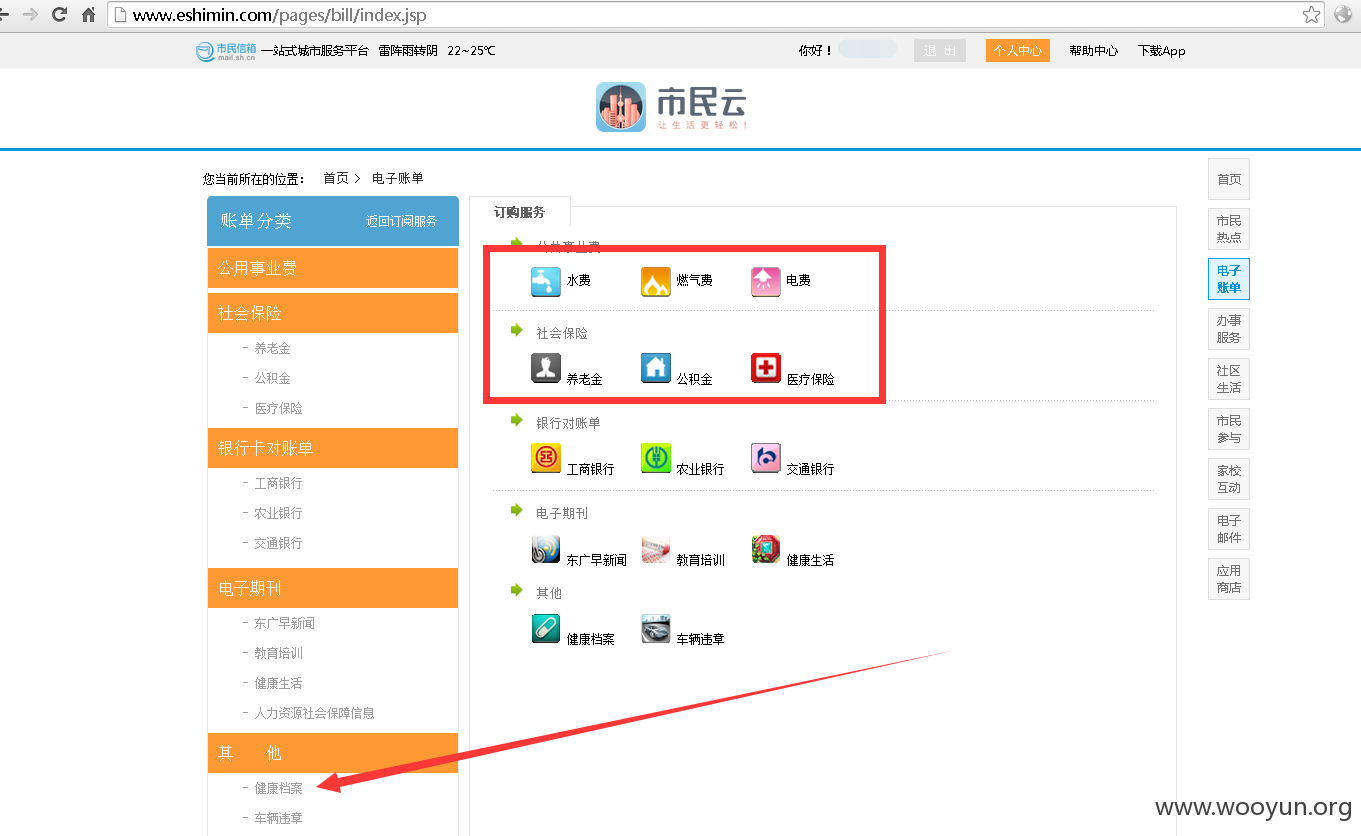 www.eshimin.com/pages/bill/index.jsp
市民信箱 mail.sh.cn 一站式城市服务平台 雷阵雨转阴 22~25℃ 你好！ 退 出 个人中心 帮助中心 下载App
市民云
让生活更轻松！
您当前所在的位置： 首页 > 电子账单
账单分类 返回订阅服务
公用事业费
社会保险
- 养老金
- 公积金
- 医疗保险
银行卡对账单
- 工商银行
- 农业银行
- 交通银行
电子期刊
- 东广早新闻
- 教育培训
- 健康生活
- 人力资源社会保障信息
其 他
- 健康档案
- 车辆违章
订购服务
公用事业费
水费 燃气费 电费
社会保险
养老金 公积金 医疗保险
银行对账单
工商银行 农业银行 交通银行
电子期刊
东广早新闻 教育培训 健康生活
其他
健康档案 车辆违章
首页
市民
热点
电子
账单
办事
服务
社区
生活
市民
参与
家校
互动
电子
邮件
应用
商店
www.wooyun.org